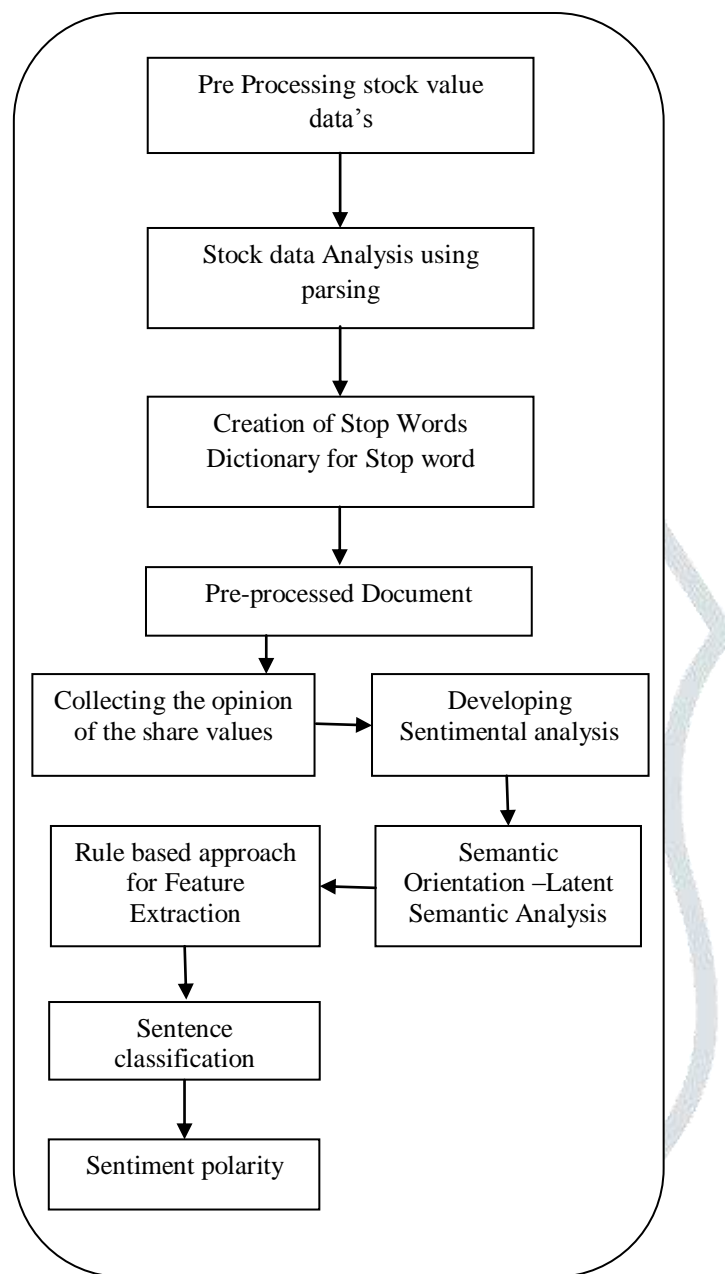 Pre Processing stock value
data’s
Stock data Analysis using
parsing
Creation of Stop Words
Dictionary for Stop word
Pre-processed Document
Collecting the opinion
of the share values
Developing
Sentimental analysis
Semantic
Orientation –Latent
Semantic Analysis
Rule based approach
for Feature
Extraction
Sentence
classification
Sentiment polarity